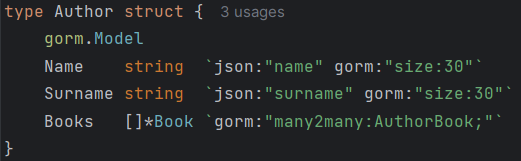 type Author struct { 3 usages
gorm.Model
Name string `json:"name" gorm:"size:30"`
Surname string `json:"surname" gorm:"size:30"`
Books []*Book `gorm:"many2many:AuthorBook;"`
}